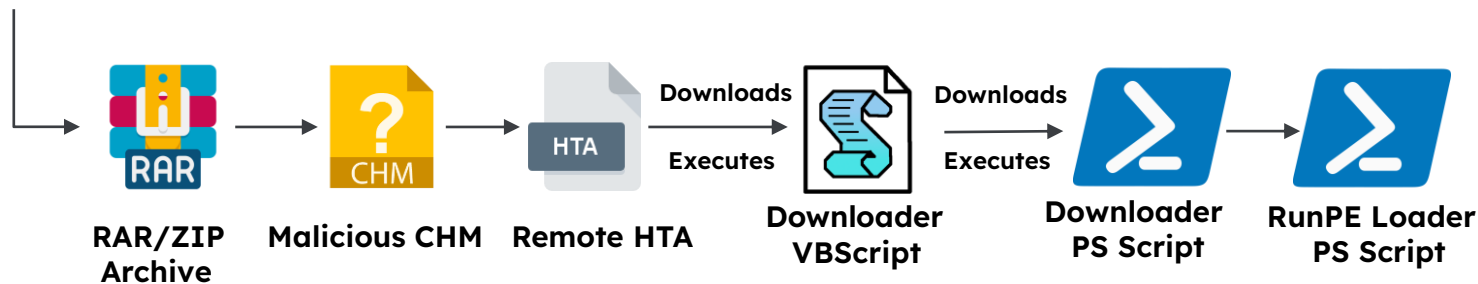 RAR
?
CHM
HTA
Downloads
Executes
Downloads
Executes
RAR/ZIP
Archive
Malicious CHM
Remote HTA
Downloader
VBScript
Downloader
PS Script
RunPE Loader
PS Script